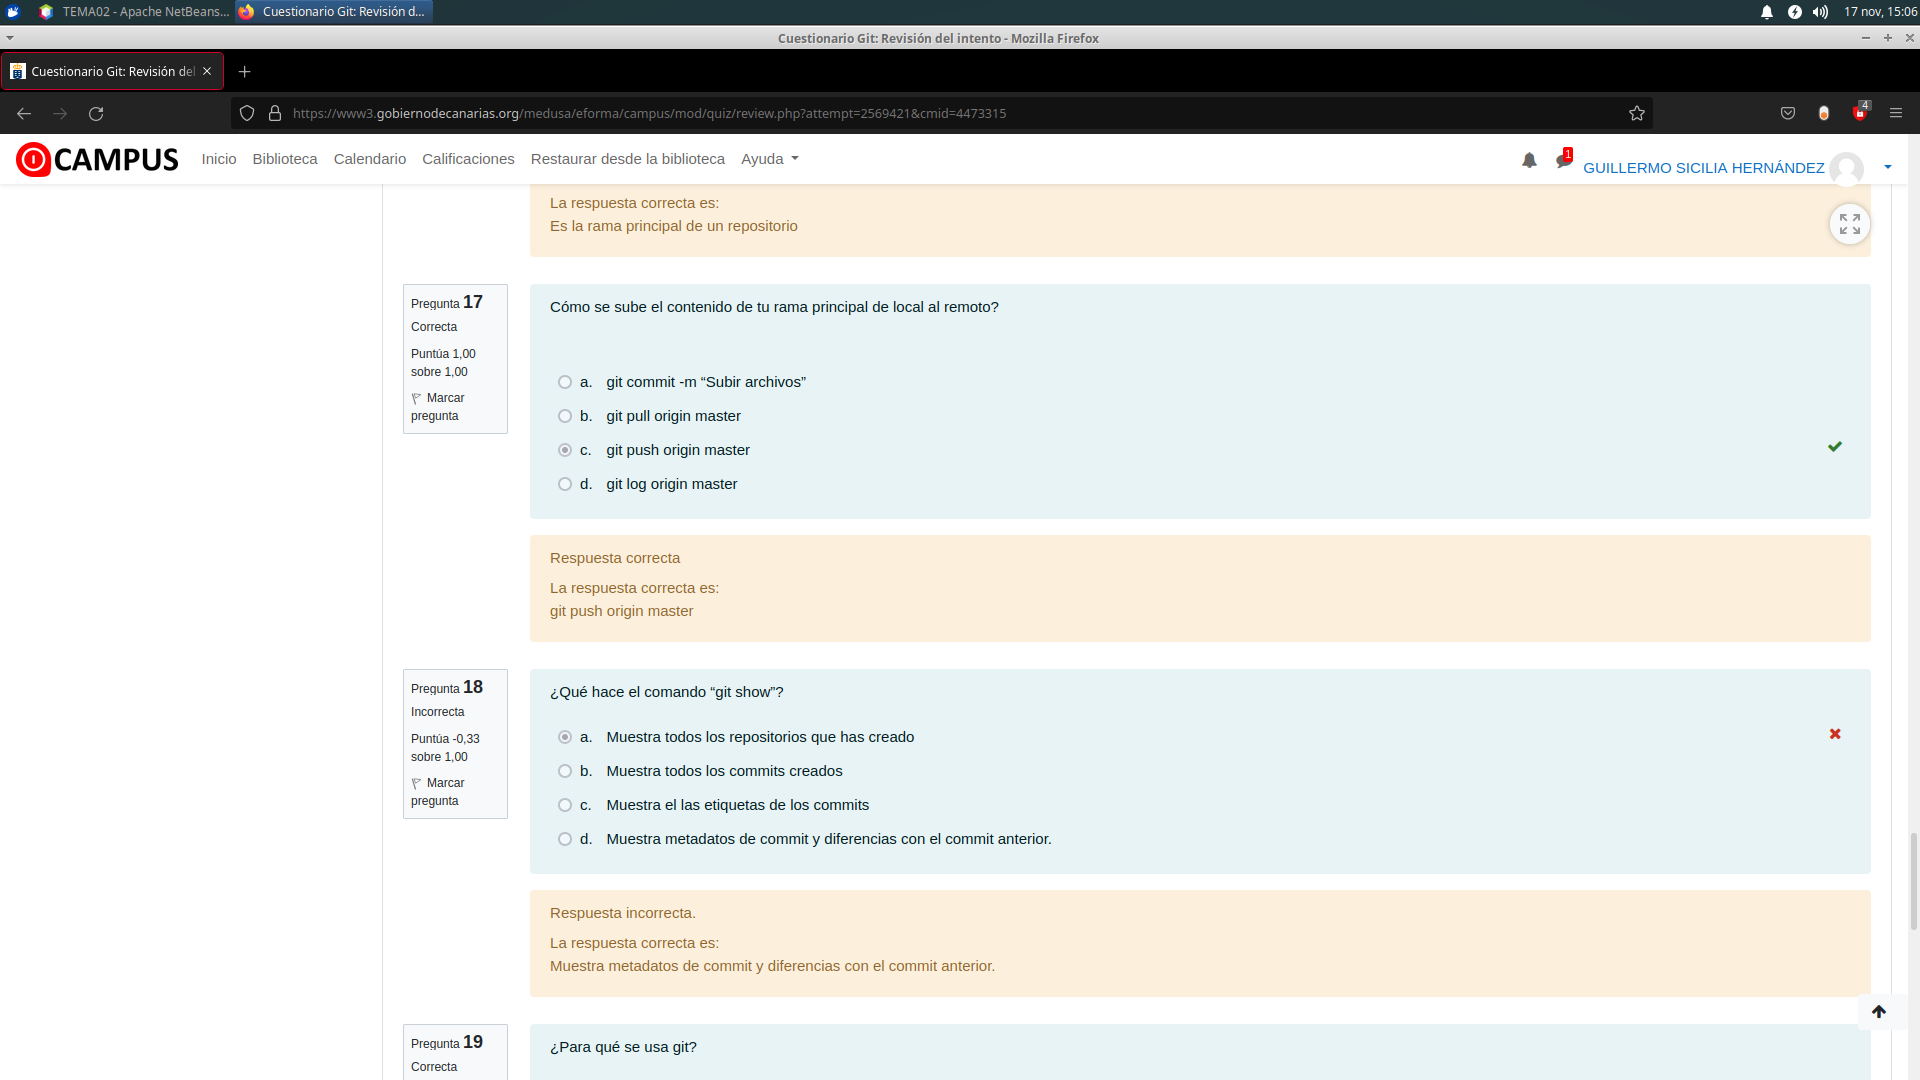 TEMA02 - Apache NetBeans...
Cuestionario Git: Revisión d...
17 nov, 15:06
Cuestionario Git: Revisión del intento - Mozilla Firefox
Cuestionario Git: Revisión del
https://www3.gobiernodecanarias.org/medusa/eforma/campus/mod/quiz/review.php?attempt=2569421&cmid=4473315
4
CAMPUS
Inicio
Biblioteca
Calendario
Calificaciones
Restaurar desde la biblioteca
Ayuda
1
GUILLERMO SICILIA HERNÁNDEZ
La respuesta correcta es:
Es la rama principal de un repositorio
Pregunta 17
Correcta
Puntúa 1,00
sobre 1,00
Marcar
pregunta
Cómo se sube el contenido de tu rama principal de local al remoto?
a. git commit -m “Subir archivos”
b. git pull origin master
c. git push origin master
d. git log origin master
Respuesta correcta
La respuesta correcta es:
git push origin master
Pregunta 18
Incorrecta
Puntúa -0,33
sobre 1,00
Marcar
pregunta
¿Qué hace el comando “git show”?
a. Muestra todos los repositorios que has creado
b. Muestra todos los commits creados
c. Muestra el las etiquetas de los commits
d. Muestra metadatos de commit y diferencias con el commit anterior.
Respuesta incorrecta.
La respuesta correcta es:
Muestra metadatos de commit y diferencias con el commit anterior.
Pregunta 19
Correcta
¿Para qué se usa git?